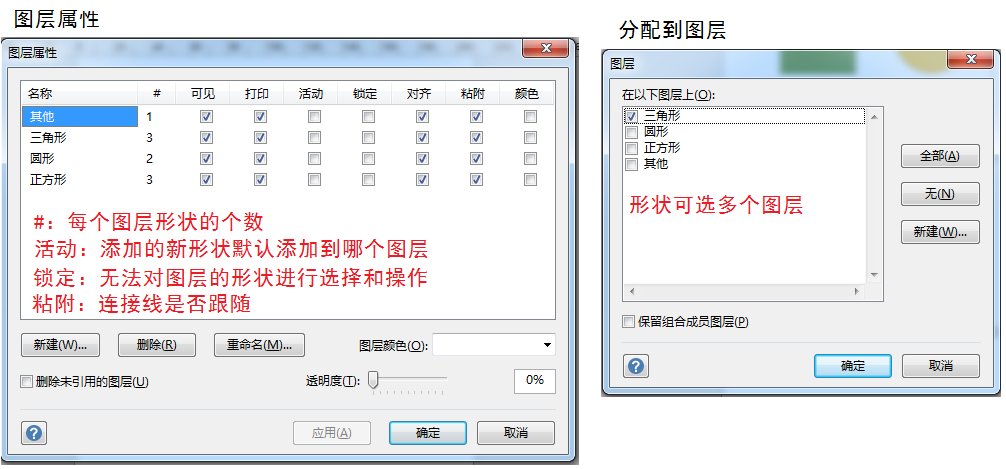 图层属性
图层属性
名称 # 可见 打印 活动 锁定 对齐 粘附 颜色
其他 1
三角形 3
圆形 2
正方形 3
#：每个图层形状的个数
活动：添加的新形状默认添加到哪个图层
锁定：无法对图层的形状进行选择和操作
粘附：连接线是否跟随
新建(W)... 删除(R) 重命名(M)... 图层颜色(O):
删除未引用的图层(U) 透明度(T): 0%
? 应用(A) 确定 取消
分配到图层
图层
在以下图层上(O):
三角形
圆形
正方形
其他
形状可选多个图层
全部(A)
无(N)
新建(W)...
保留组合成员图层(P)
? 确定 取消